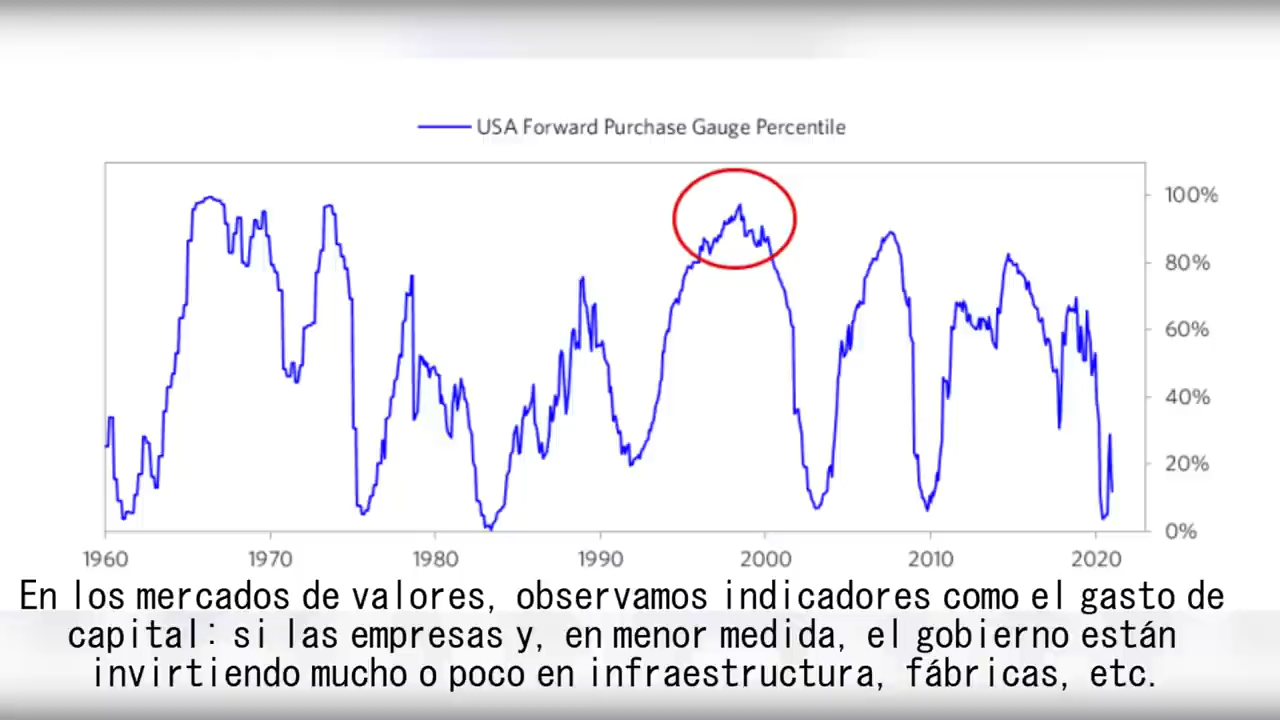 USA Forward Purchase Gauge Percentile
100%
80%
60%
40%
20%
0%
1960 1970 1980 1990 2000 2010 2020
En los mercados de valores, observamos indicadores como el gasto de
capital: si las empresas y, en menor medida, el gobierno están
invirtiendo mucho o poco en infraestructura, fábricas, etc.